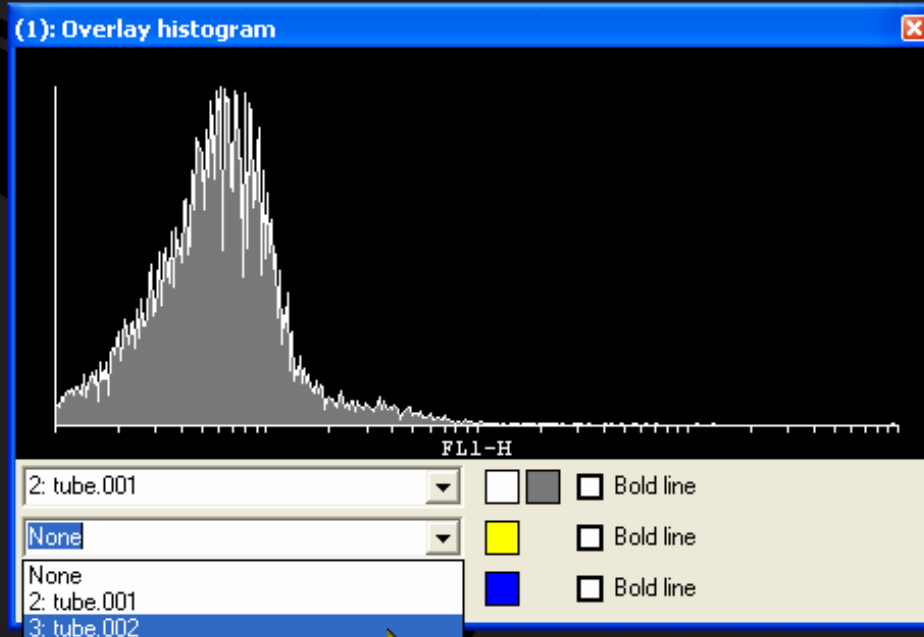 (1): Overlay histogram
FL1-H
2: tube.001
Bold line
None
Bold line
None
2: tube.001
Bold line
3: tube.002